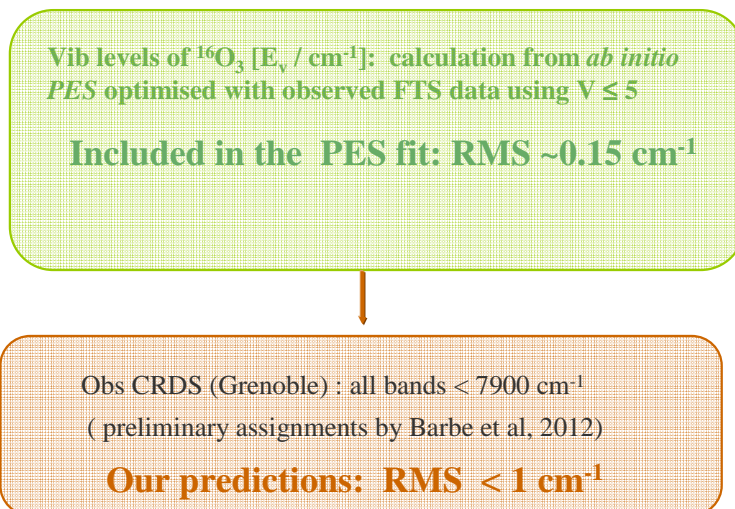 Vib levels of ¹⁶O₃ [Eᵥ / cm⁻¹]: calculation from ab initio
PES optimised with observed FTS data using V ≤ 5
Included in the PES fit: RMS ~0.15 cm⁻¹
Obs CRDS (Grenoble) : all bands < 7900 cm⁻¹
( preliminary assignments by Barbe et al, 2012)
Our predictions: RMS < 1 cm⁻¹